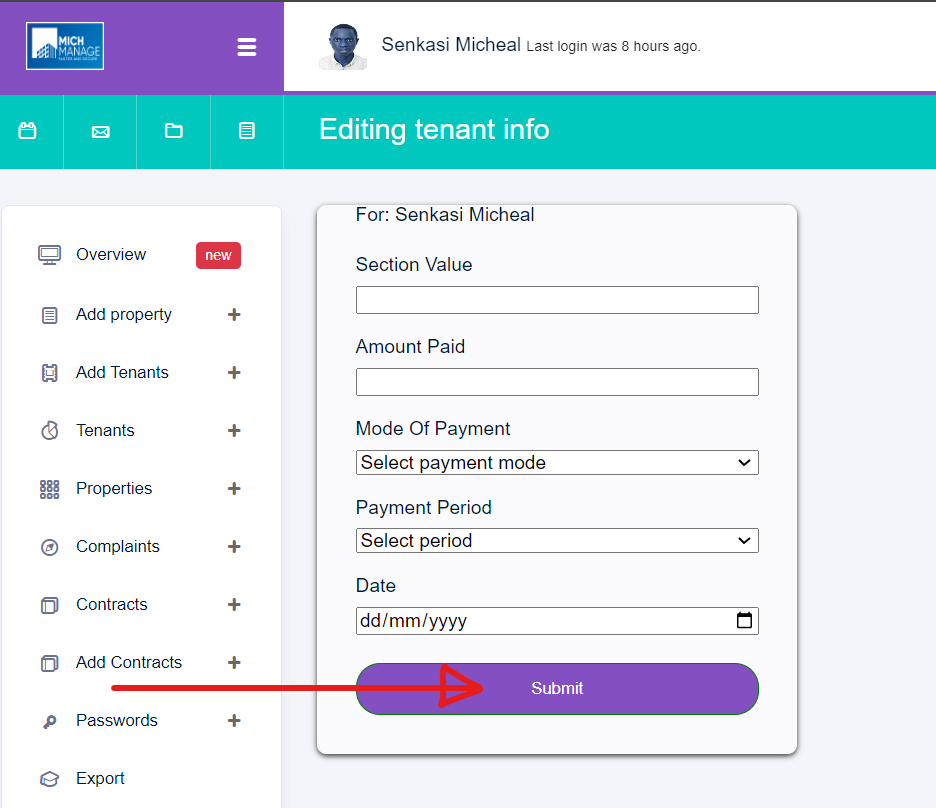 MICH
MANAGE
FASTER AND SECURE
Senkasi Micheal Last login was 8 hours ago.
Editing tenant info
Overview new
Add property
Add Tenants
Tenants
Properties
Complaints
Contracts
Add Contracts
Passwords
Export
For: Senkasi Micheal
Section Value
Amount Paid
Mode Of Payment
Select payment mode
Payment Period
Select period
Date
dd/mm/yyyy
Submit